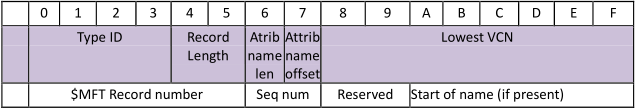 0 1 2 3 4 5 6 7 8 9 A B C D E F
Type ID Record Length Atrib name len Attrib name offset Lowest VCN
$MFT Record number Seq num Reserved Start of name (if present)